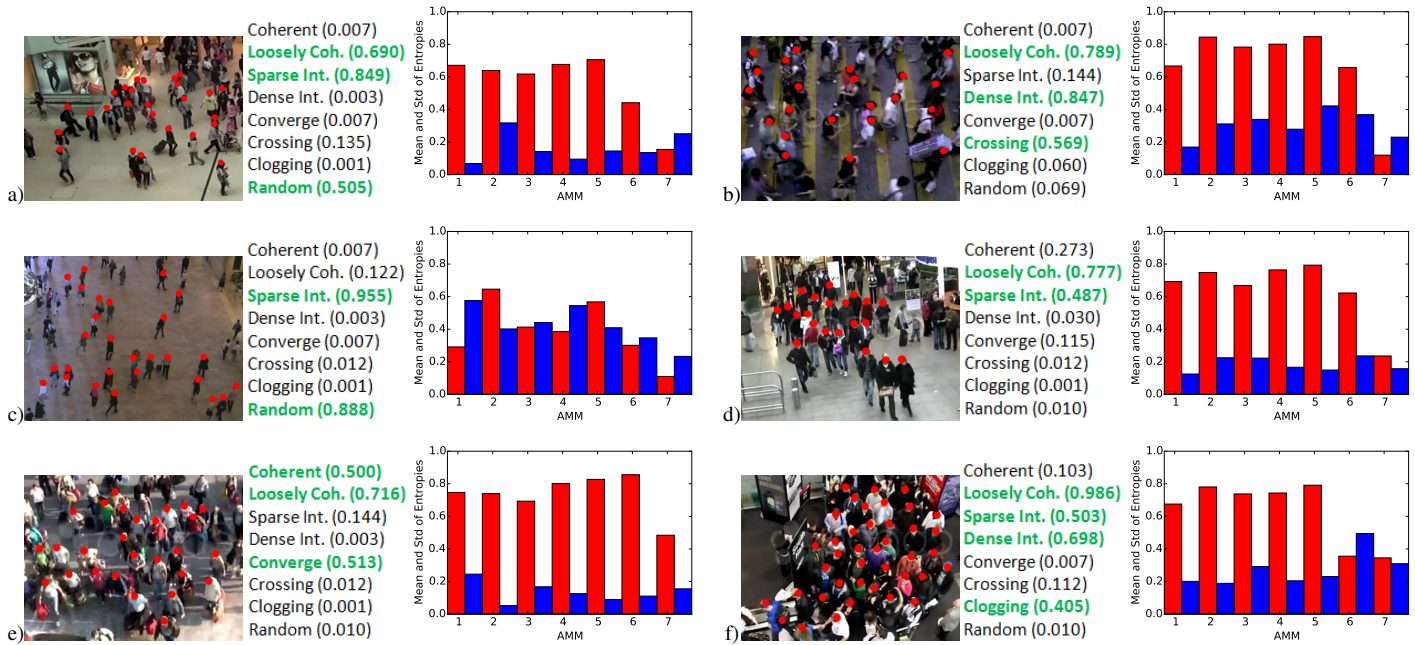 a)
Coherent (0.007)
Loosely Coh. (0.690)
Sparse Int. (0.849)
Dense Int. (0.003)
Converge (0.007)
Crossing (0.135)
Clogging (0.001)
Random (0.505)
Mean and Std of Entropies
1.0
0.8
0.6
0.4
0.2
0.0
1 2 3 4 5 6 7
AMM
b)
Coherent (0.007)
Loosely Coh. (0.789)
Sparse Int. (0.144)
Dense Int. (0.847)
Converge (0.007)
Crossing (0.569)
Clogging (0.060)
Random (0.069)
Mean and Std of Entropies
1.0
0.8
0.6
0.4
0.2
0.0
1 2 3 4 5 6 7
AMM
c)
Coherent (0.007)
Loosely Coh. (0.122)
Sparse Int. (0.955)
Dense Int. (0.003)
Converge (0.007)
Crossing (0.012)
Clogging (0.001)
Random (0.888)
Mean and Std of Entropies
1.0
0.8
0.6
0.4
0.2
0.0
1 2 3 4 5 6 7
AMM
d)
Coherent (0.273)
Loosely Coh. (0.777)
Sparse Int. (0.487)
Dense Int. (0.030)
Converge (0.115)
Crossing (0.012)
Clogging (0.001)
Random (0.010)
Mean and Std of Entropies
1.0
0.8
0.6
0.4
0.2
0.0
1 2 3 4 5 6 7
AMM
e)
Coherent (0.500)
Loosely Coh. (0.716)
Sparse Int. (0.144)
Dense Int. (0.003)
Converge (0.513)
Crossing (0.012)
Clogging (0.001)
Random (0.010)
Mean and Std of Entropies
1.0
0.8
0.6
0.4
0.2
0.0
1 2 3 4 5 6 7
AMM
f)
Coherent (0.103)
Loosely Coh. (0.986)
Sparse Int. (0.503)
Dense Int. (0.698)
Converge (0.007)
Crossing (0.112)
Clogging (0.405)
Random (0.010)
Mean and Std of Entropies
1.0
0.8
0.6
0.4
0.2
0.0
1 2 3 4 5 6 7
AMM